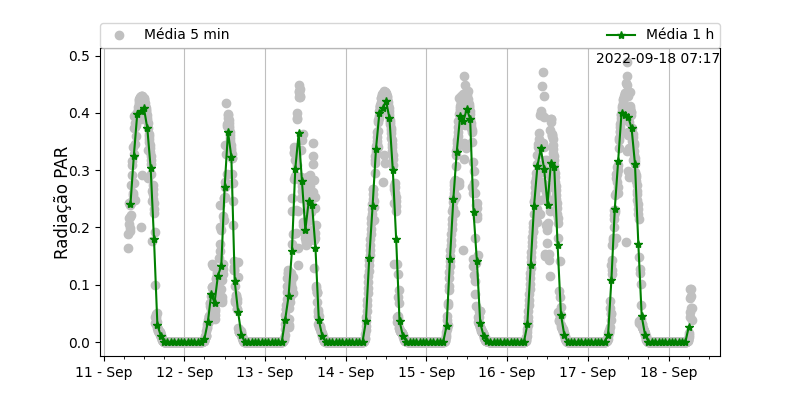 Média 5 min
Média 1 h
2022-09-18 07:17
0.5
0.4
0.3
0.2
0.1
0.0
Radiação PAR
11 - Sep
12 - Sep
13 - Sep
14 - Sep
15 - Sep
16 - Sep
17 - Sep
18 - Sep